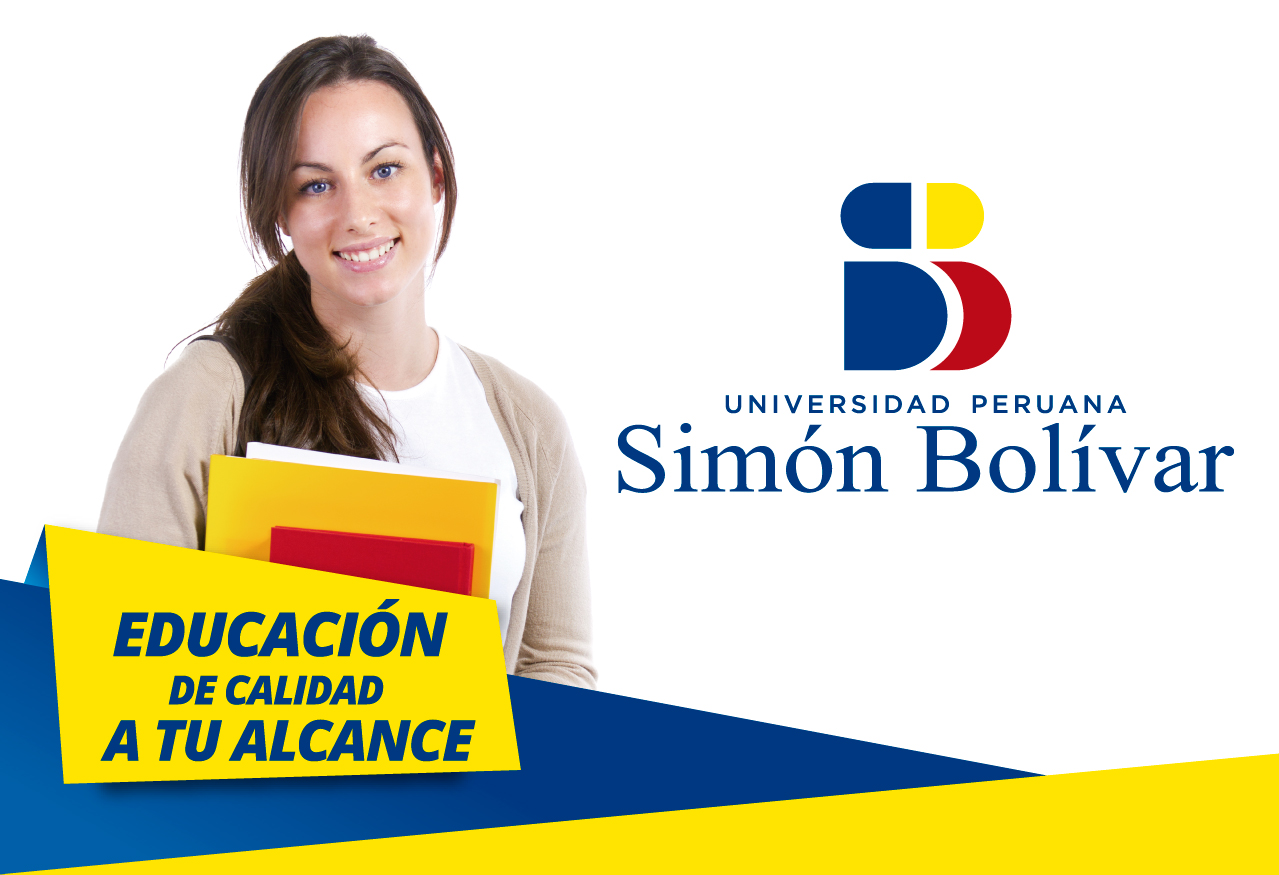 UNIVERSIDAD PERUANA
Simón Bolívar
EDUCACIÓN
DE CALIDAD
A TU ALCANCE